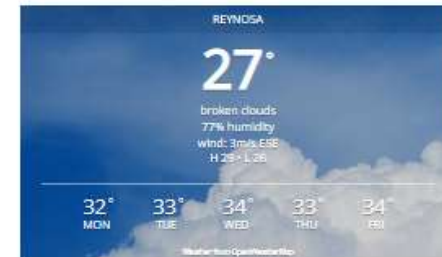 REYNOSA
27°
broken clouds
77% humidity
wind: 3m/s ESE
H 29 • L 26
32° 33° 34° 33° 34°
MON TUE WED THU FRI
Weather from OpenWeatherMap